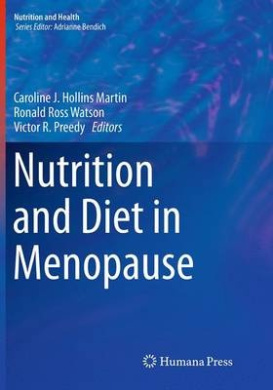 Nutrition and Health
Series Editor: Adrianne Bendich
Caroline J. Hollins Martin
Ronald Ross Watson
Victor R. Preedy Editors
Nutrition
and Diet in
Menopause
Humana Press